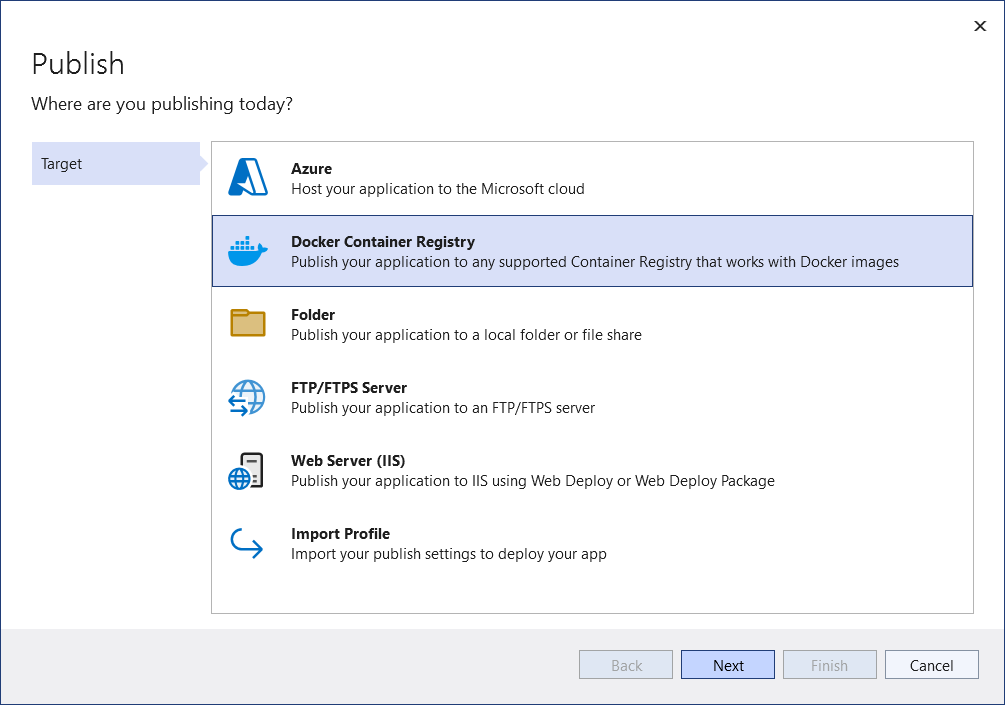 Publish
Where are you publishing today?
Target
Azure
Host your application to the Microsoft cloud
Docker Container Registry
Publish your application to any supported Container Registry that works with Docker images
Folder
Publish your application to a local folder or file share
FTP/FTPS Server
Publish your application to an FTP/FTPS server
Web Server (IIS)
Publish your application to IIS using Web Deploy or Web Deploy Package
Import Profile
Import your publish settings to deploy your app
Back
Next
Finish
Cancel